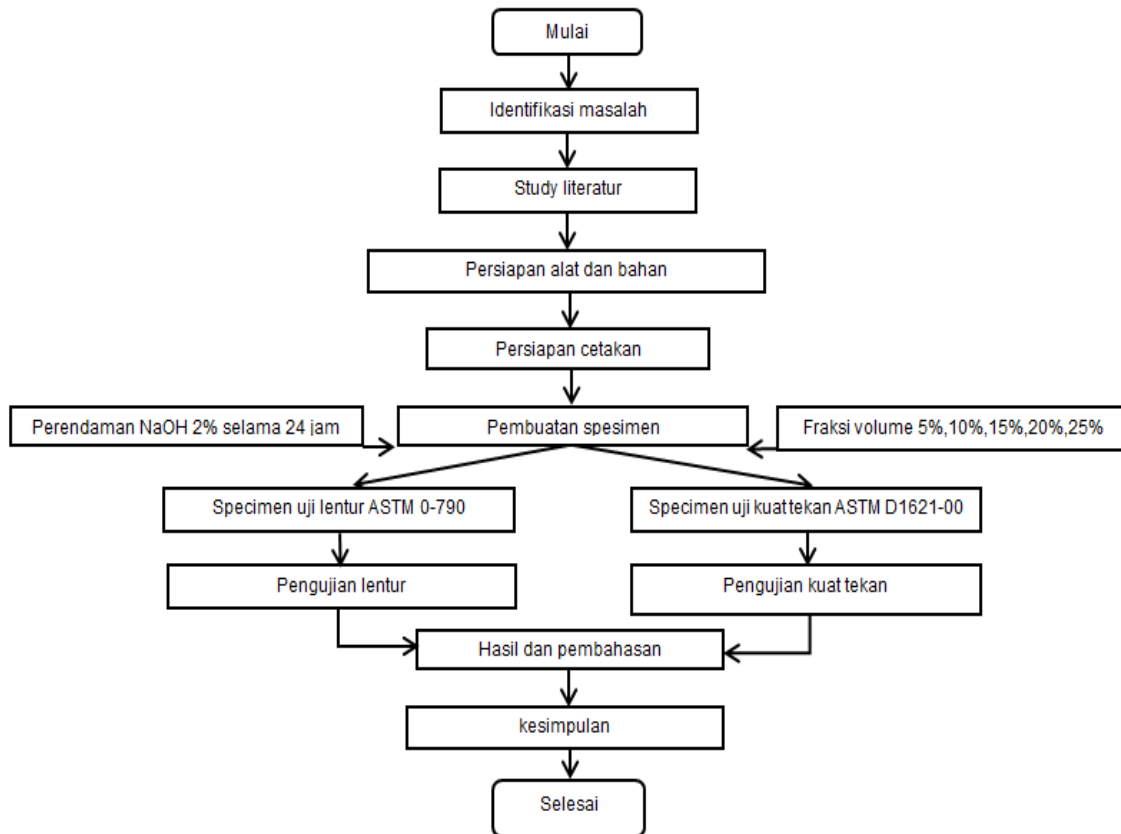 Mulai
Identifikasi masalah
Study literatur
Persiapan alat dan bahan
Persiapan cetakan
Perendaman NaOH 2% selama 24 jam
Pembuatan spesimen
Fraksi volume 5%,10%,15%,20%,25%
Specimen uji lentur ASTM 0-790
Specimen uji kuat tekan ASTM D1621-00
Pengujian lentur
Pengujian kuat tekan
Hasil dan pembahasan
kesimpulan
Selesai